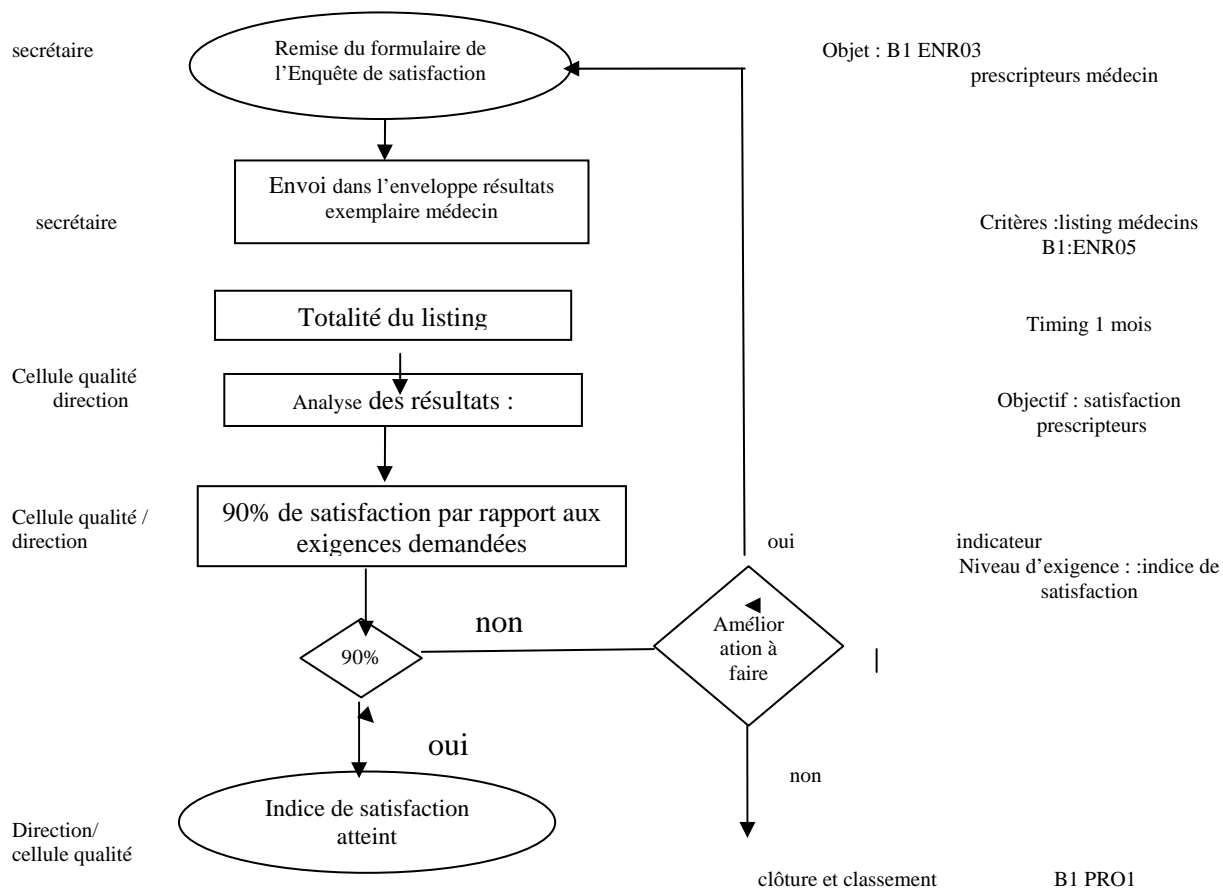 secrétaire
Remise du formulaire de
l’Enquête de satisfaction
Objet : B1 ENR03
prescripteurs médecin
Envoi dans l’enveloppe résultats
exemplaire médecin
secrétaire
Critères :listing médecins
B1:ENR05
Totalité du listing
Timing 1 mois
Cellule qualité
direction
Analyse des résultats :
Objectif : satisfaction
prescripteurs
Cellule qualité /
direction
90% de satisfaction par rapport aux
exigences demandées
oui
indicateur
Niveau d’exigence : :indice de
satisfaction
non
90%
Amélior
ation à
faire
oui
non
Indice de satisfaction
atteint
Direction/
cellule qualité
clôture et classement
B1 PRO1